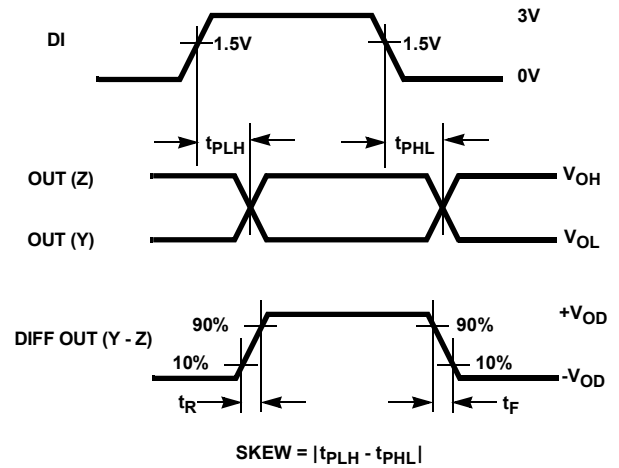 3V
DI
1.5V
1.5V
0V
tPLH
tPHL
OUT (Z)
VOH
OUT (Y)
VOL
+VOD
90%
90%
DIFF OUT (Y - Z)
10%
10%
-VOD
tR
tF
SKEW = |tPLH - tPHL|